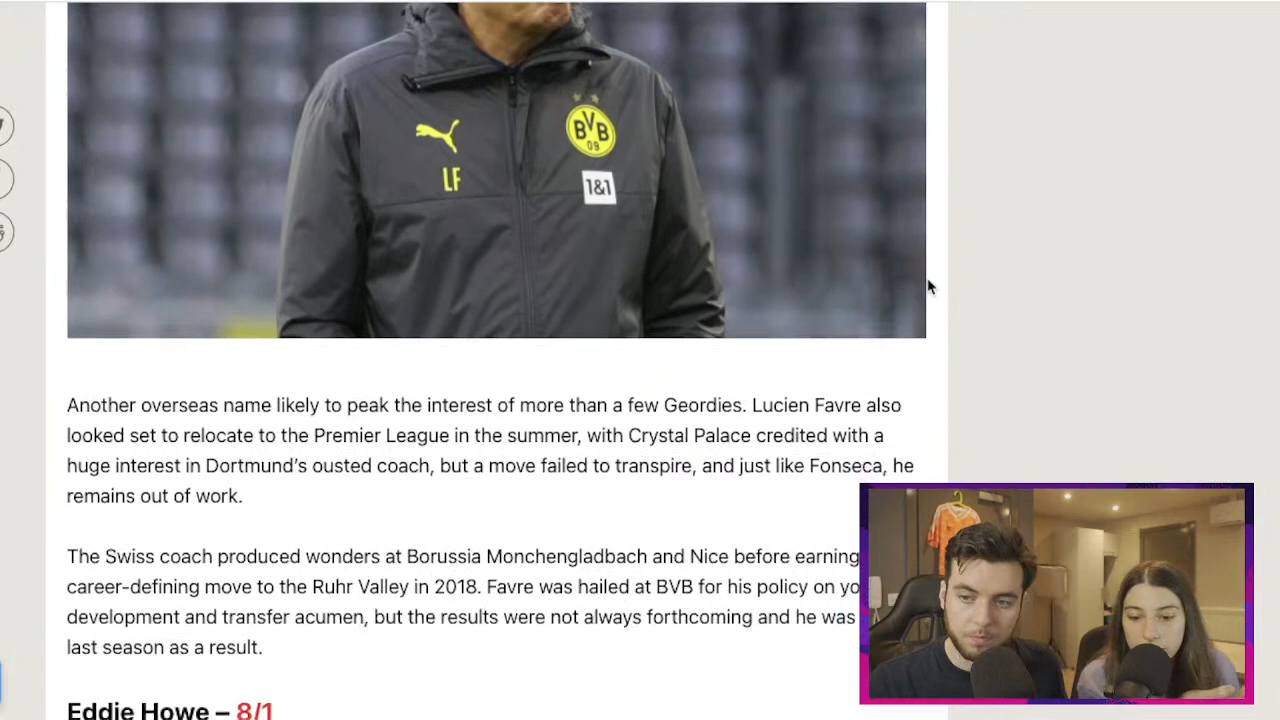 LF
BVB
09
1&1
Another overseas name likely to peak the interest of more than a few Geordies. Lucien Favre also
looked set to relocate to the Premier League in the summer, with Crystal Palace credited with a
huge interest in Dortmund’s ousted coach, but a move failed to transpire, and just like Fonseca, he
remains out of work.
The Swiss coach produced wonders at Borussia Monchengladbach and Nice before earning
career-defining move to the Ruhr Valley in 2018. Favre was hailed at BVB for his policy on yo
development and transfer acumen, but the results were not always forthcoming and he was
last season as a result.
Eddie Howe – 8/1